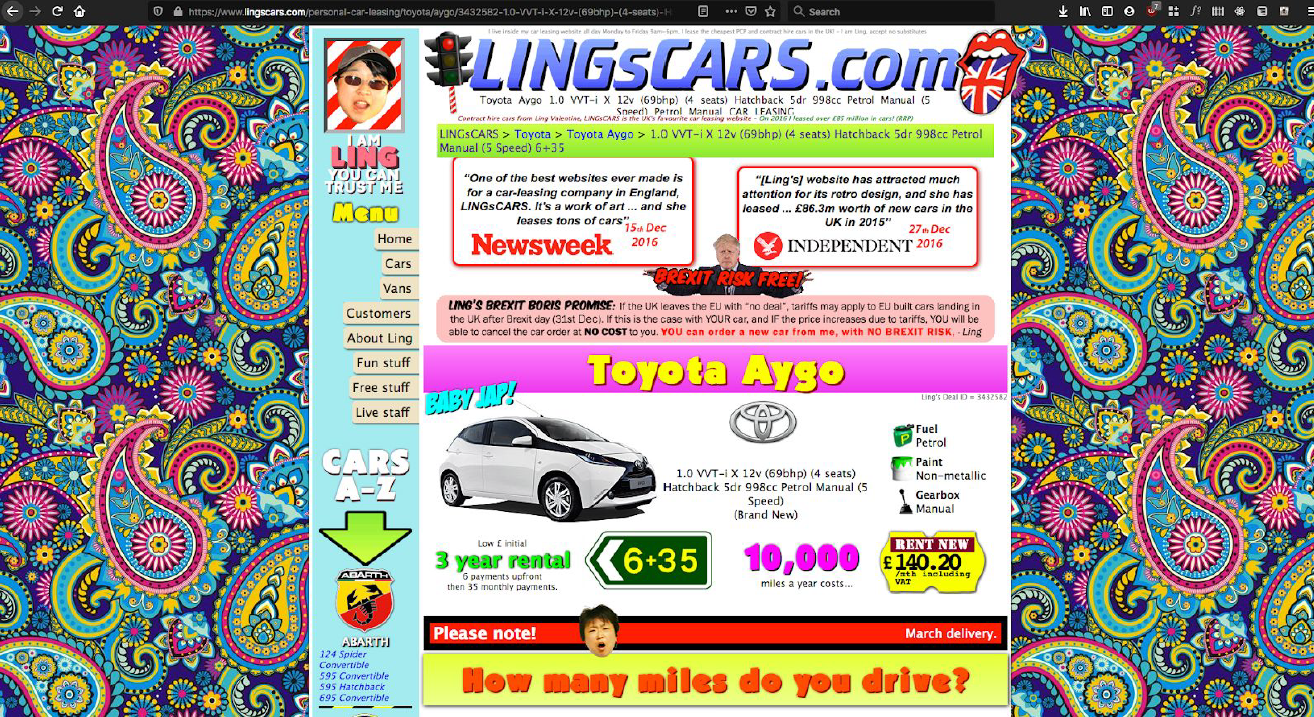 https://www.lingscars.com/personal-car-leasing/toyota/aygo/3432582-1.0-VVT-i-X-12v-(69bhp)-(4-seats)-H
Search
7
I live inside my car leasing website all day Monday to Friday 9am-6pm, I lease the cheapest PCP and contract hire cars in the UK! - I am Ling, accept no substitutes
LINGsCARS.com
Toyota Aygo 1.0 VVT-i X 12v (69bhp) (4 seats) Hatchback 5dr 998cc Petrol Manual (5
Speed) Petrol Manual CAR LEASING
Contract hire cars from Ling Valentine, LINGsCARS is the UK's favourite car leasing website - On 2016 I leased over £85 million in cars! (RRP)
I AM
LING
YOU CAN
TRUST ME
Menu
Home
Cars
Vans
Customers
About Ling
Fun stuff
Free stuff
Live staff
CARS
A-Z
ABARTH
ABARTH
124 Spider
Convertible
595 Convertible
595 Hatchback
695 Convertible
LINGsCARS > Toyota > Toyota Aygo > 1.0 VVT-i X 12v (69bhp) (4 seats) Hatchback 5dr 998cc Petrol
Manual (5 Speed) 6+35
“One of the best websites ever made is
for a car-leasing company in England,
LINGsCARS. It's a work of art ... and she
leases tons of cars”
15th Dec
2016
Newsweek
“[Ling's] website has attracted much
attention for its retro design, and she has
leased ... £86.3m worth of new cars in the
UK in 2015”
27th Dec
2016
INDEPENDENT
BREXIT RISK FREE!
LING'S BREXIT BORIS PROMISE: If the UK leaves the EU with “no deal”, tariffs may apply to EU built cars landing in
the UK after Brexit day (31st Dec). If this is the case with YOUR car, and IF the price increases due to tariffs, YOU will be
able to cancel the car order at NO COST to you. YOU can order a new car from me, with NO BREXIT RISK. - Ling
Toyota Aygo
Ling's Deal ID = 3432582
BABY JAP!
1.0 VVT-i X 12v (69bhp) (4 seats)
Hatchback 5dr 998cc Petrol Manual (5
Speed)
(Brand New)
P
Fuel
Petrol
Paint
Non-metallic
Gearbox
Manual
Low £ initial
3 year rental
6 payments upfront
then 35 monthly payments.
6+35
10,000
miles a year costs...
RENT NEW
£140.20
/mth including
VAT
Please note!
March delivery.
How many miles do you drive?